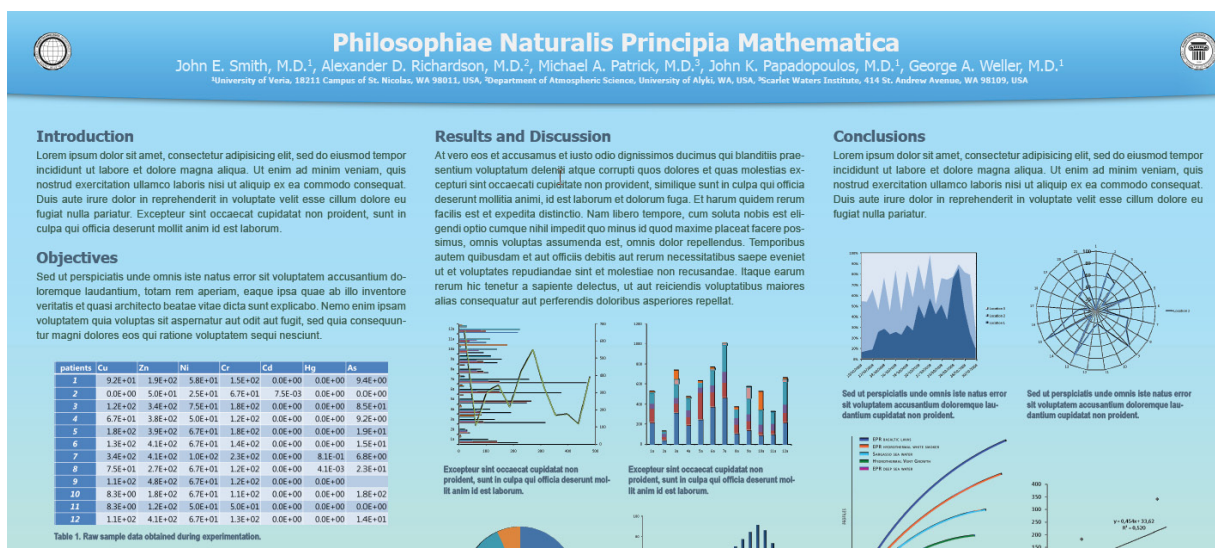 Philosophiae Naturalis Principia Mathematica
John E. Smith, M.D.¹, Alexander D. Richardson, M.D.², Michael A. Patrick, M.D.³, John K. Papadopoulos, M.D.¹, George A. Weller, M.D.¹
¹University of Veria, 18211 Campus of St. Nicolas, WA 98011, USA, ²Department of Atmospheric Science, University of Alyki, WA, USA, ³Scarlet Waters Institute, 414 St. Andrew Avenue, WA 98109, USA
Introduction
Lorem ipsum dolor sit amet, consectetur adipisicing elit, sed do eiusmod tempor
incididunt ut labore et dolore magna aliqua. Ut enim ad minim veniam, quis
nostrud exercitation ullamco laboris nisi ut aliquip ex ea commodo consequat.
Duis aute irure dolor in reprehenderit in voluptate velit esse cillum dolore eu
fugiat nulla pariatur. Excepteur sint occaecat cupidatat non proident, sunt in
culpa qui officia deserunt mollit anim id est laborum.
Objectives
Sed ut perspiciatis unde omnis iste natus error sit voluptatem accusantium do-
loremque laudantium, totam rem aperiam, eaque ipsa quae ab illo inventore
veritatis et quasi architecto beatae vitae dicta sunt explicabo. Nemo enim ipsam
voluptatem quia voluptas sit aspernatur aut odit aut fugit, sed quia consequun-
tur magni dolores eos qui ratione voluptatem sequi nesciunt.
patients Cu Zn Ni Cr Cd Hg As
1 9.2E+01 1.9E+02 5.8E+01 1.5E+02 0.0E+00 0.0E+00 9.4E+00
2 0.0E+00 5.0E+01 2.5E+01 6.7E+01 7.5E-03 0.0E+00 0.0E+00
3 1.2E+02 3.4E+02 7.5E+01 1.8E+02 0.0E+00 0.0E+00 8.5E+01
4 6.7E+01 3.8E+02 5.0E+01 1.2E+02 0.0E+00 0.0E+00 9.2E+00
5 1.8E+02 3.9E+02 6.7E+01 1.8E+02 0.0E+00 0.0E+00 1.9E+01
6 1.3E+02 4.1E+02 6.7E+01 1.4E+02 0.0E+00 0.0E+00 1.5E+01
7 3.4E+02 4.1E+02 1.0E+02 2.3E+02 0.0E+00 8.1E-01 6.8E+00
8 7.5E+01 2.7E+02 6.7E+01 1.2E+02 0.0E+00 4.1E-03 2.3E+01
9 1.1E+02 4.8E+02 6.7E+01 1.2E+02 0.0E+00 0.0E+00
10 8.3E+00 1.8E+02 6.7E+01 1.1E+02 0.0E+00 0.0E+00 1.8E+02
11 8.3E+00 1.2E+02 5.0E+01 5.0E+01 0.0E+00 0.0E+00 0.0E+00
12 1.1E+02 4.1E+02 6.7E+01 1.3E+02 0.0E+00 0.0E+00 1.4E+01
Table 1. Raw sample data obtained during experimentation.
Results and Discussion
At vero eos et accusamus et iusto odio dignissimos ducimus qui blanditiis prae-
sentium voluptatum deleniti atque corrupti quos dolores et quas molestias ex-
cepturi sint occaecati cupiditate non provident, similique sunt in culpa qui officia
deserunt mollitia animi, id est laborum et dolorum fuga. Et harum quidem rerum
facilis est et expedita distinctio. Nam libero tempore, cum soluta nobis est eli-
gendi optio cumque nihil impedit quo minus id quod maxime placeat facere pos-
simus, omnis voluptas assumenda est, omnis dolor repellendus. Temporibus
autem quibusdam et aut officiis debitis aut rerum necessitatibus saepe eveniet
ut et voluptates repudiandae sint et molestiae non recusandae. Itaque earum
rerum hic tenetur a sapiente delectus, ut aut reiciendis voluptatibus maiores
alias consequatur aut perferendis doloribus asperiores repellat.
Excepteur sint occaecat cupidatat non
proident, sunt in culpa qui officia deserunt mol-
lit anim id est laborum.
Excepteur sint occaecat cupidatat non
proident, sunt in culpa qui officia deserunt mol-
lit anim id est laborum.
Conclusions
Lorem ipsum dolor sit amet, consectetur adipisicing elit, sed do eiusmod tempor
incididunt ut labore et dolore magna aliqua. Ut enim ad minim veniam, quis
nostrud exercitation ullamco laboris nisi ut aliquip ex ea commodo consequat.
Duis aute irure dolor in reprehenderit in voluptate velit esse cillum dolore eu
fugiat nulla pariatur.
Sed ut perspiciatis unde omnis iste natus error
sit voluptatem accusantium doloremque lau-
dantium cupidatat non proident.
Sed ut perspiciatis unde omnis iste natus error
sit voluptatem accusantium doloremque lau-
dantium cupidatat non proident.
EPR diffuse EPR HYDROTHERMAL
SARGASSO SEA WATER
HYDROTHERMAL VENT GROWTH
EPR DEEP SEA WATER
400
350
300
250
200
150
y = 0,454x + 33,62
R² = 0,520